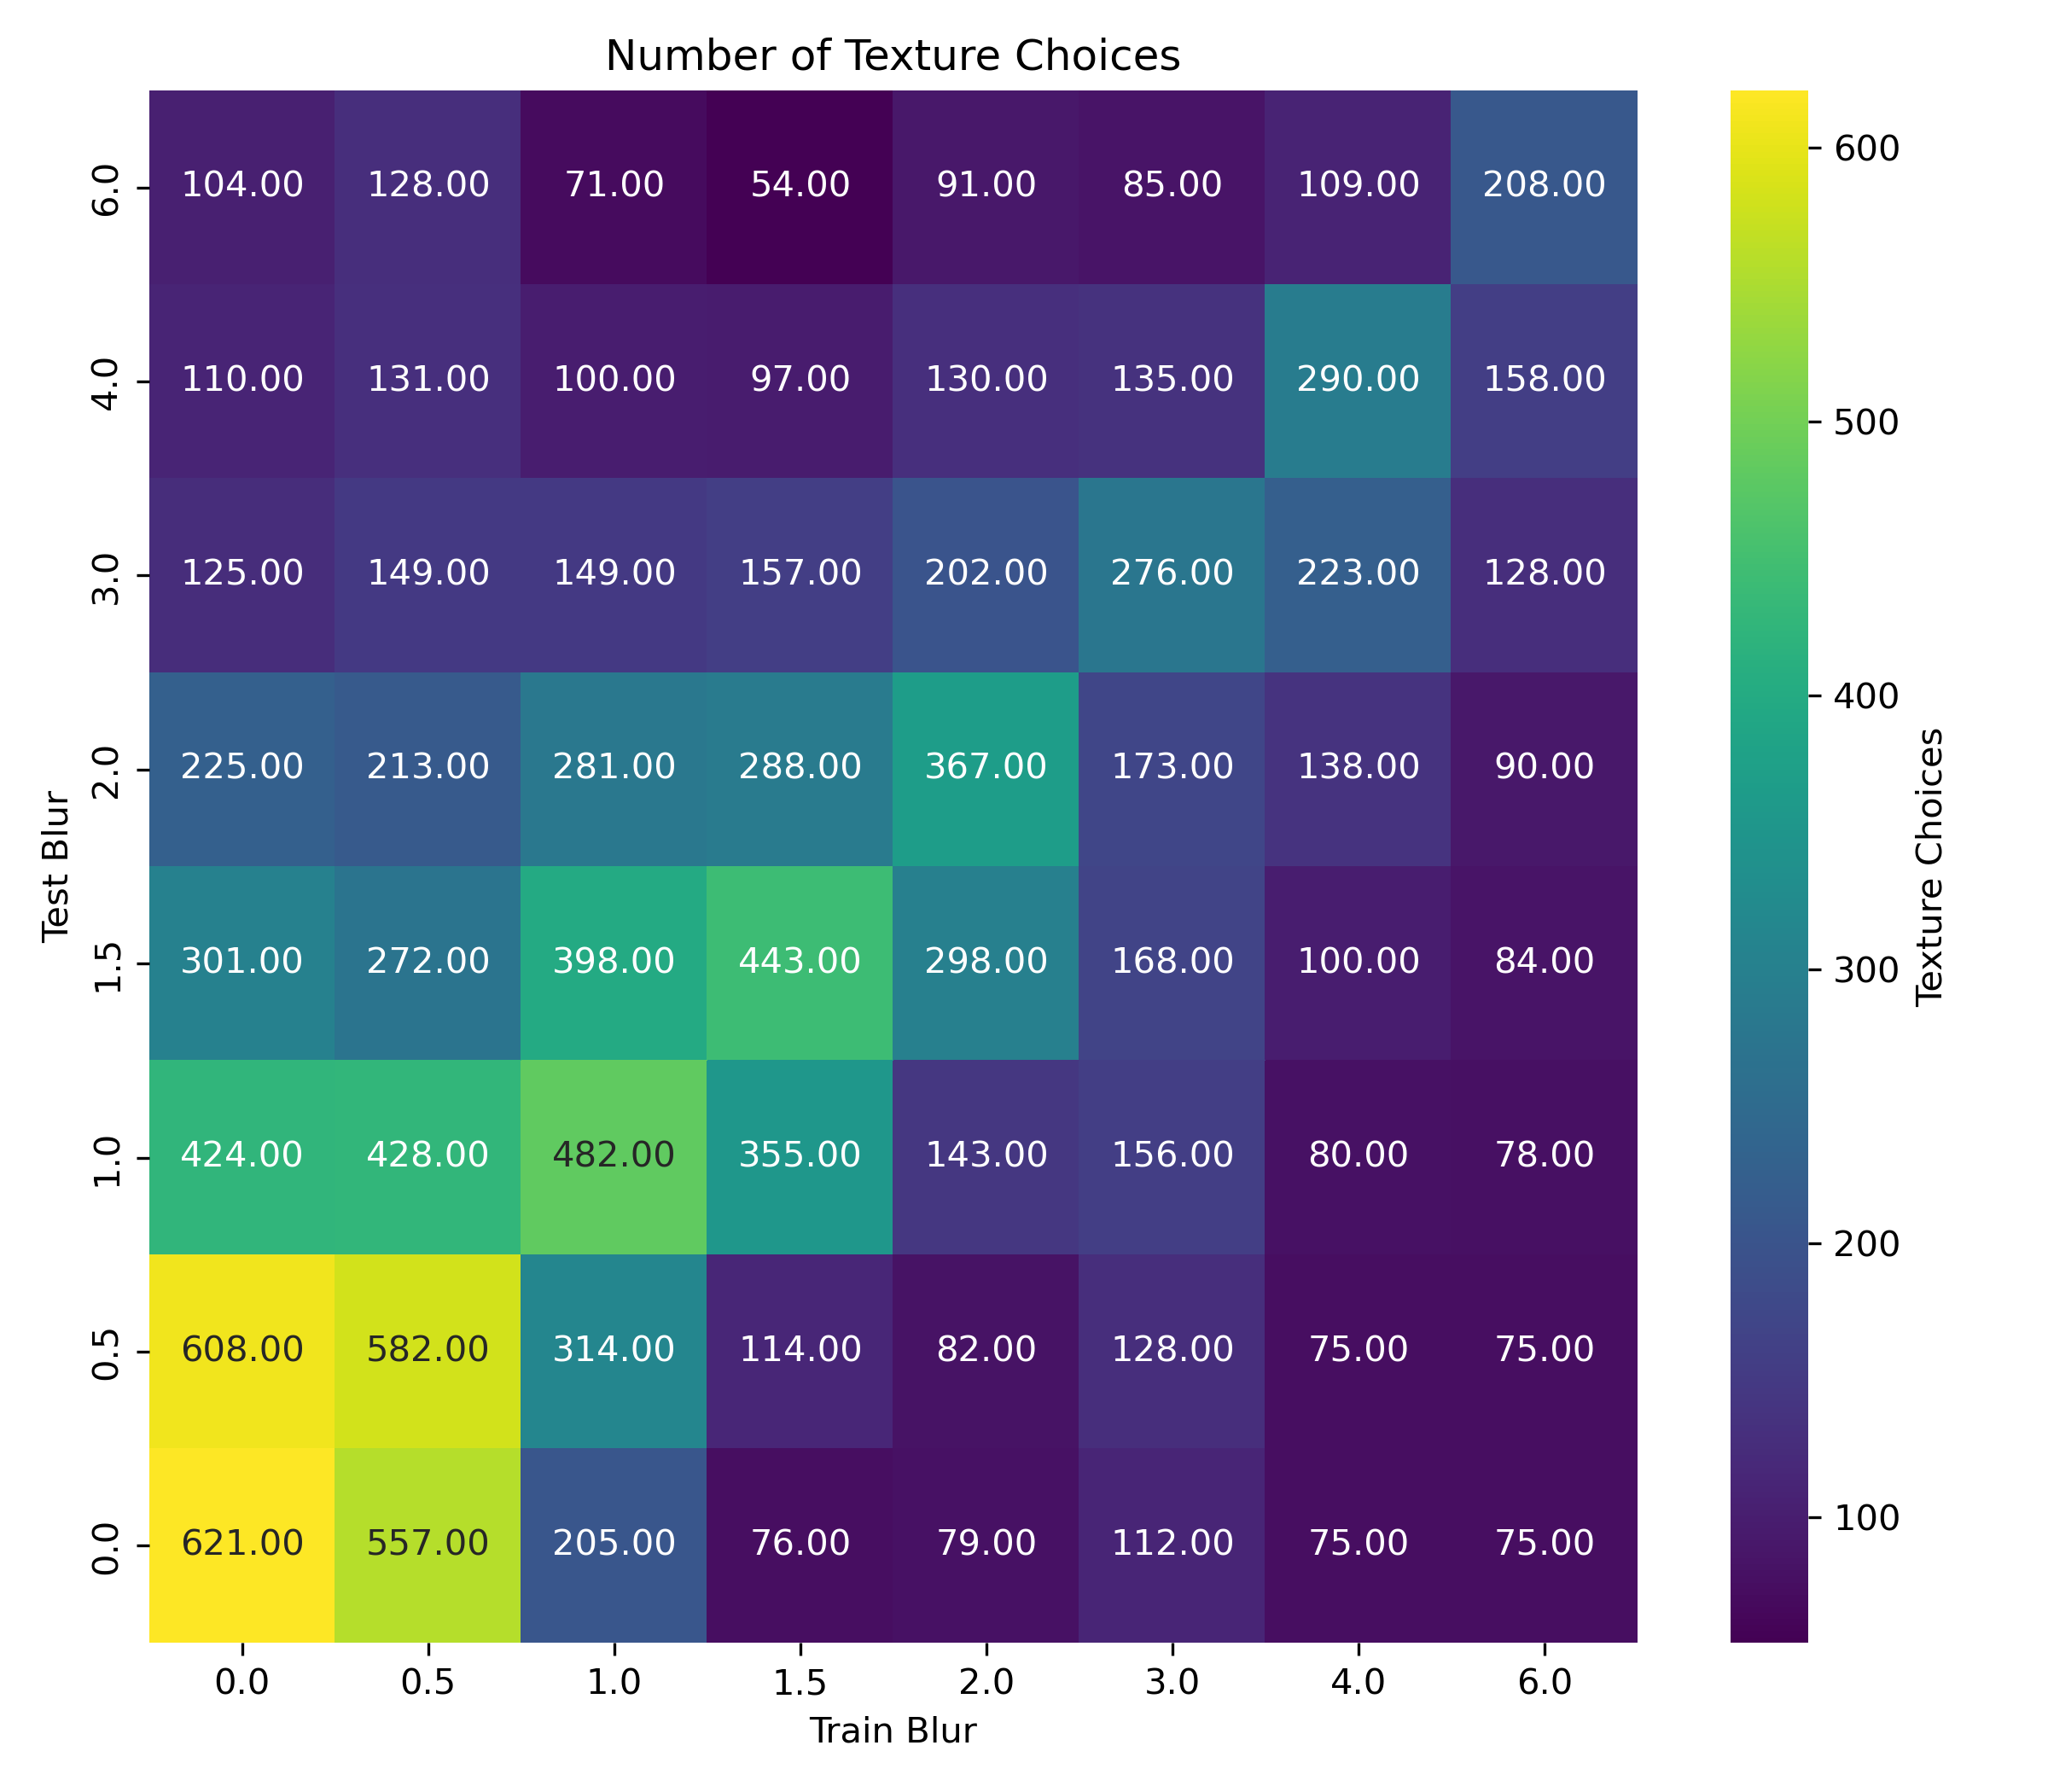 Number of Texture Choices
6.0 104.00 128.00 71.00 54.00 91.00 85.00 109.00 208.00
4.0 110.00 131.00 100.00 97.00 130.00 135.00 290.00 158.00
3.0 125.00 149.00 149.00 157.00 202.00 276.00 223.00 128.00
2.0 225.00 213.00 281.00 288.00 367.00 173.00 138.00 90.00
1.5 301.00 272.00 398.00 443.00 298.00 168.00 100.00 84.00
1.0 424.00 428.00 482.00 355.00 143.00 156.00 80.00 78.00
0.5 608.00 582.00 314.00 114.00 82.00 128.00 75.00 75.00
0.0 621.00 557.00 205.00 76.00 79.00 112.00 75.00 75.00
0.0 0.5 1.0 1.5 2.0 3.0 4.0 6.0
Train Blur
Test Blur
600
500
400
300
200
100
Texture Choices